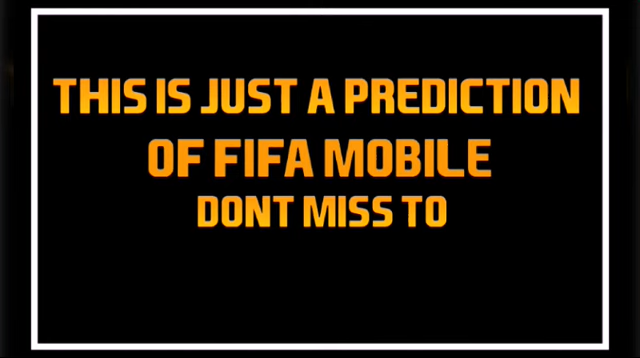 THIS IS JUST A PREDICTION
OF FIFA MOBILE
DONT MISS TO